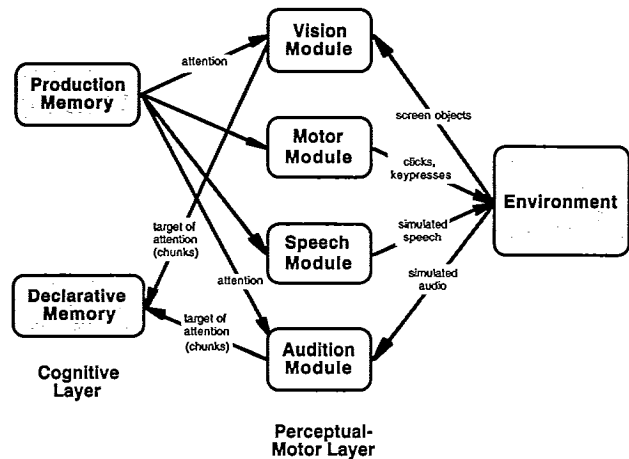 Vision
Module
attention
Production
Memory
screen objects
Motor
Module
clicks,
keypresses
Environment
target of
attention
(chunks)
simulated
speech
Speech
Module
simulated
audio
attention
Declarative
Memory
target of
attention
(chunks)
Audition
Module
Cognitive
Layer
Perceptual-
Motor Layer